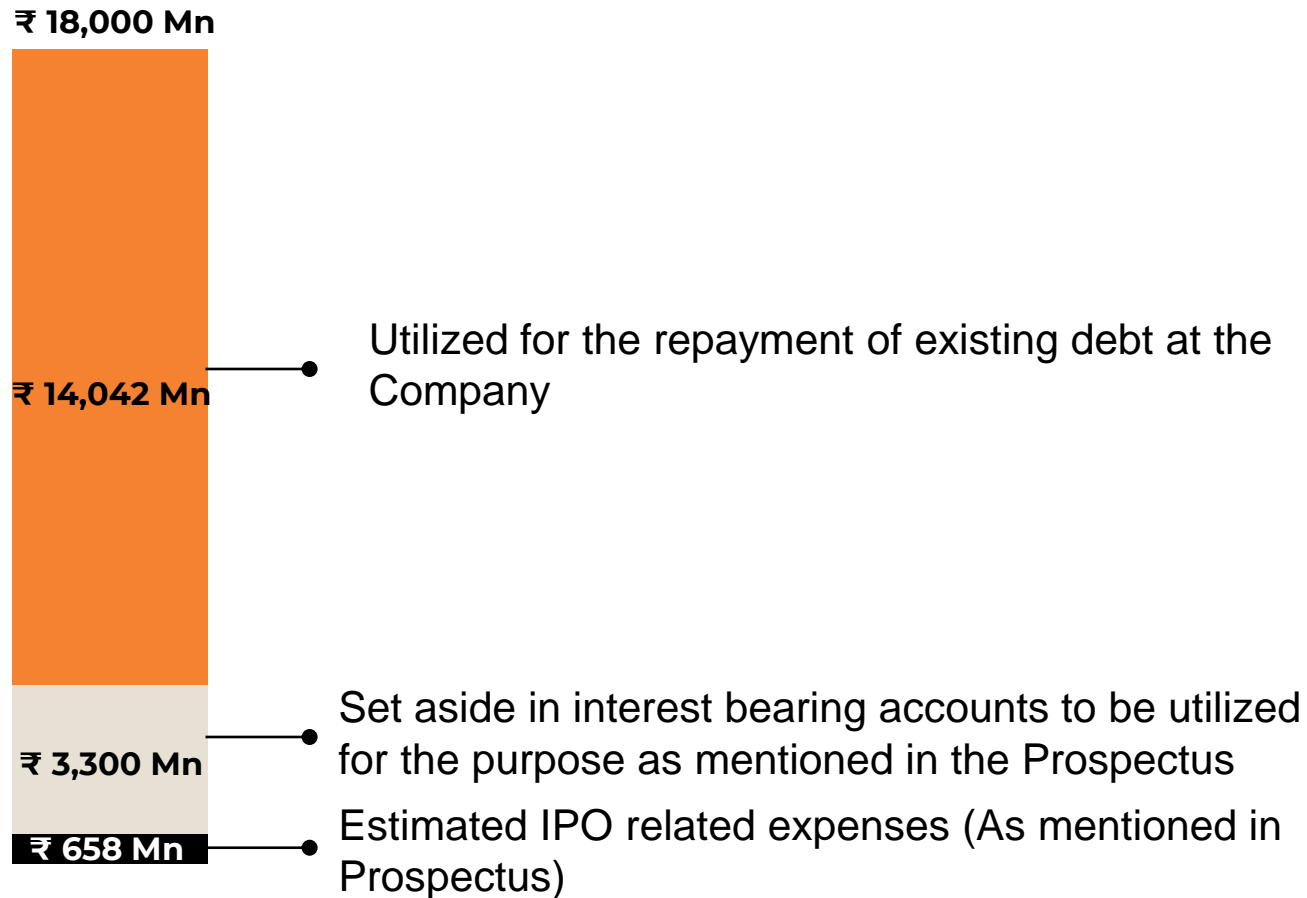 ₹ 18,000 Mn
Utilized for the repayment of existing debt at the
Company
₹ 14,042 Mn
Set aside in interest bearing accounts to be utilized
for the purpose as mentioned in the Prospectus
₹ 3,300 Mn
Estimated IPO related expenses (As mentioned in
Prospectus)
₹ 658 Mn